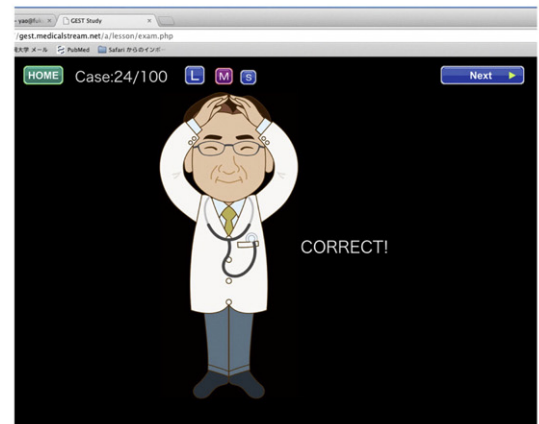 GEST Study
gest.medicalstream.net/a/lesson/exam.php
PubMed
Safari からのインポ…
HOME
Case:24/100
L
M
S
Next
CORRECT!